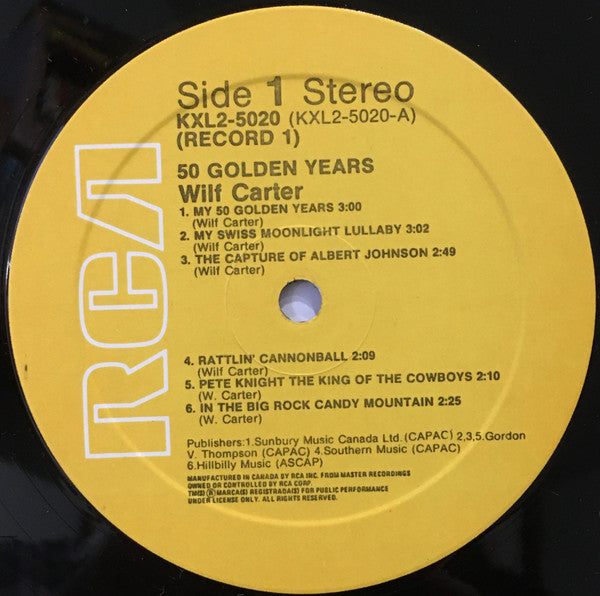 RCA
Side 1 Stereo
KXL2-5020 (KXL2-5020-A)
(RECORD 1)
50 GOLDEN YEARS
Wilf Carter
1. MY 50 GOLDEN YEARS 3:00
(Wilf Carter)
2. MY SWISS MOONLIGHT LULLABY 3:02
(Wilf Carter)
3. THE CAPTURE OF ALBERT JOHNSON 2:49
(Wilf Carter)
4. RATTLIN' CANNONBALL 2:09
(Wilf Carter)
5. PETE KNIGHT THE KING OF THE COWBOYS 2:10
(W. Carter)
6. IN THE BIG ROCK CANDY MOUNTAIN 2:25
(W. Carter)
Publishers:1.Sunbury Music Canada Ltd.(CAPAC) 2,3,5.Gordon
V. Thompson (CAPAC) 4.Southern Music (CAPAC)
6.Hillbilly Music (ASCAP)
MANUFACTURED IN CANADA BY RCA INC. FROM MASTER RECORDINGS
OWNED OR CONTROLLED BY RCA CORP.
TM(S) ® MARCA(S) REGISTRADA(S) FOR PUBLIC PERFORMANCE
UNDER LICENSE ONLY. ALL RIGHTS RESERVED.